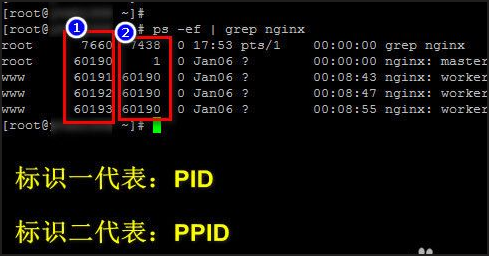 [root@ ~]#
① ②
[root@ ~]# ps -ef | grep nginx
root 7660 7438 0 17:53 pts/1 00:00:00 grep nginx
root 60190 1 0 Jan06 ? 00:00:00 nginx: master
www 60191 60190 0 Jan06 ? 00:08:43 nginx: worker
www 60192 60190 0 Jan06 ? 00:08:47 nginx: worker
www 60193 60190 0 Jan06 ? 00:08:55 nginx: worker
[root@ ~]#
标识一代表：PID
标识二代表：PPID